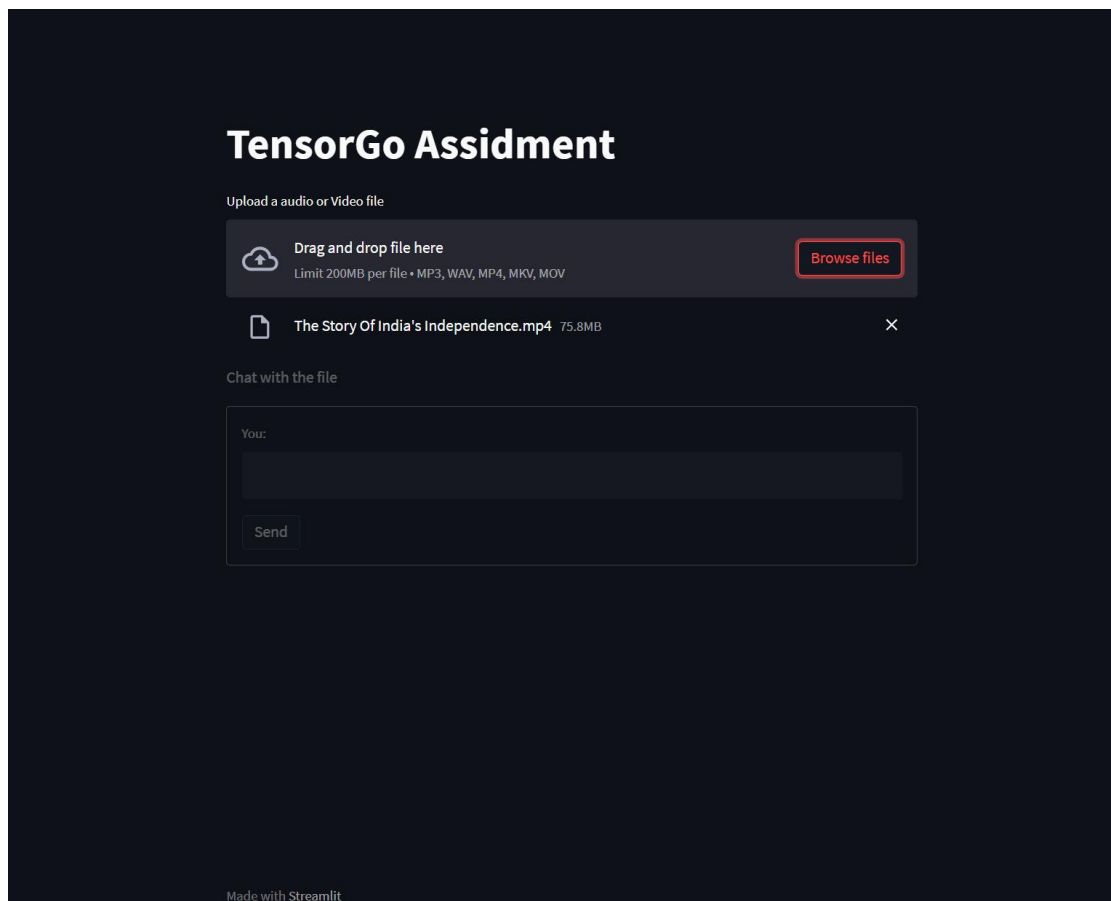 TensorGo Assidment
Upload a audio or Video file
Drag and drop file here
Limit 200MB per file • MP3, WAV, MP4, MKV, MOV
Browse files
The Story Of India's Independence.mp4 75.8MB
Chat with the file
You:
Send
Made with Streamlit